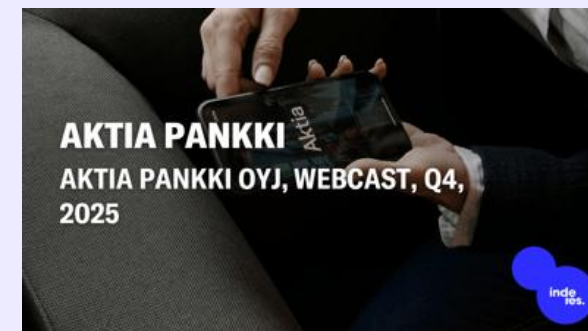 AKTIA PANKKI
Aktia
AKTIA PANKKI OYJ, WEBCAST, Q4,
2025
inde
res.